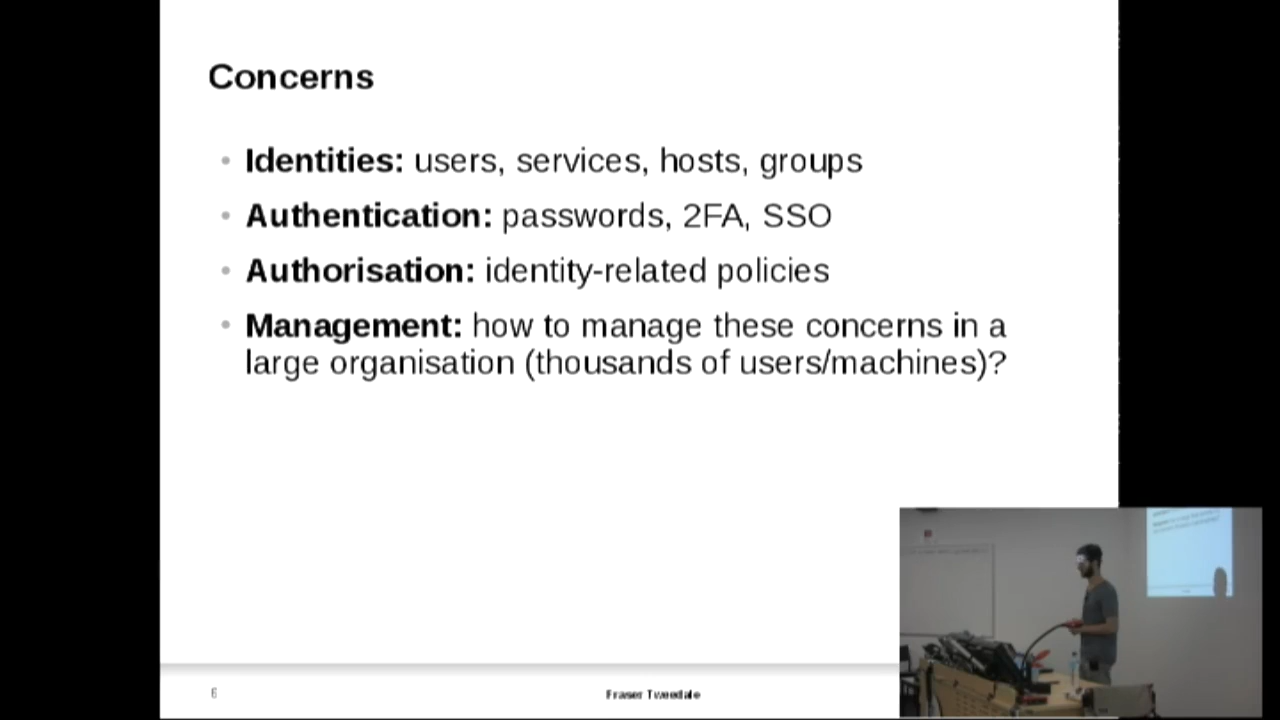 Concerns
• Identities: users, services, hosts, groups
• Authentication: passwords, 2FA, SSO
• Authorisation: identity-related policies
• Management: how to manage these concerns in a
large organisation (thousands of users/machines)?
6
Fraser Tweedale